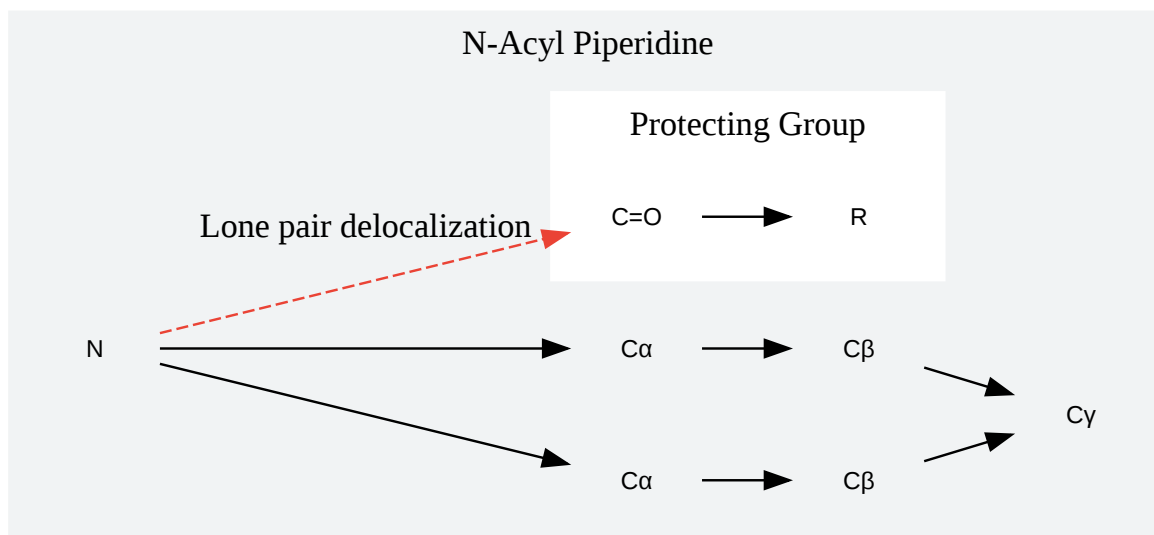 N-Acyl Piperidine
Protecting Group
C=O
R
Lone pair delocalization
N
Cα
Cβ
Cγ
Cα
Cβ